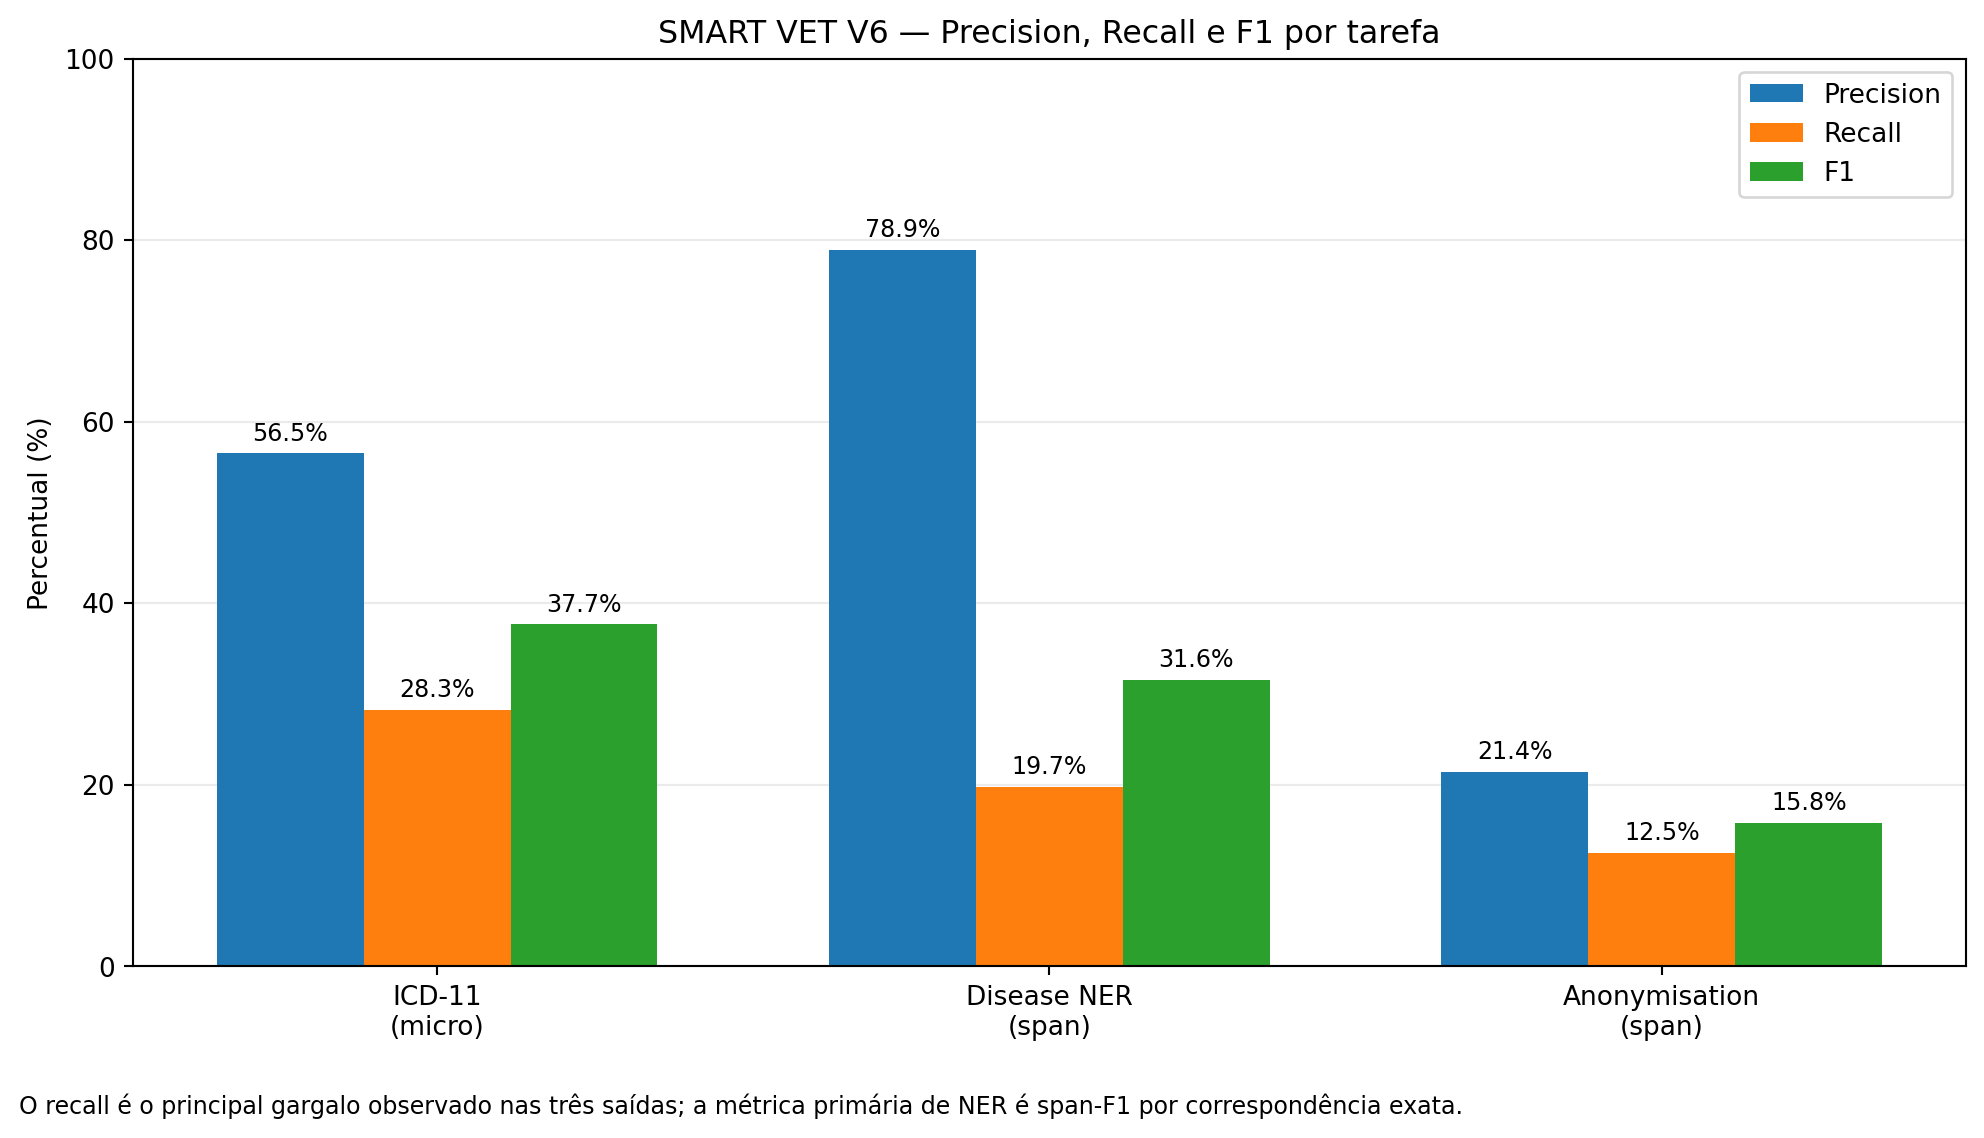 SMART VET V6 — Precision, Recall e F1 por tarefa
Percentual (%)
100
80
60
40
20
0
Precision
Recall
F1
56.5%
28.3%
37.7%
78.9%
19.7%
31.6%
21.4%
12.5%
15.8%
ICD-11
(micro)
Disease NER
(span)
Anonymisation
(span)
O recall é o principal gargalo observado nas três saídas; a métrica primária de NER é span-F1 por correspondência exata.